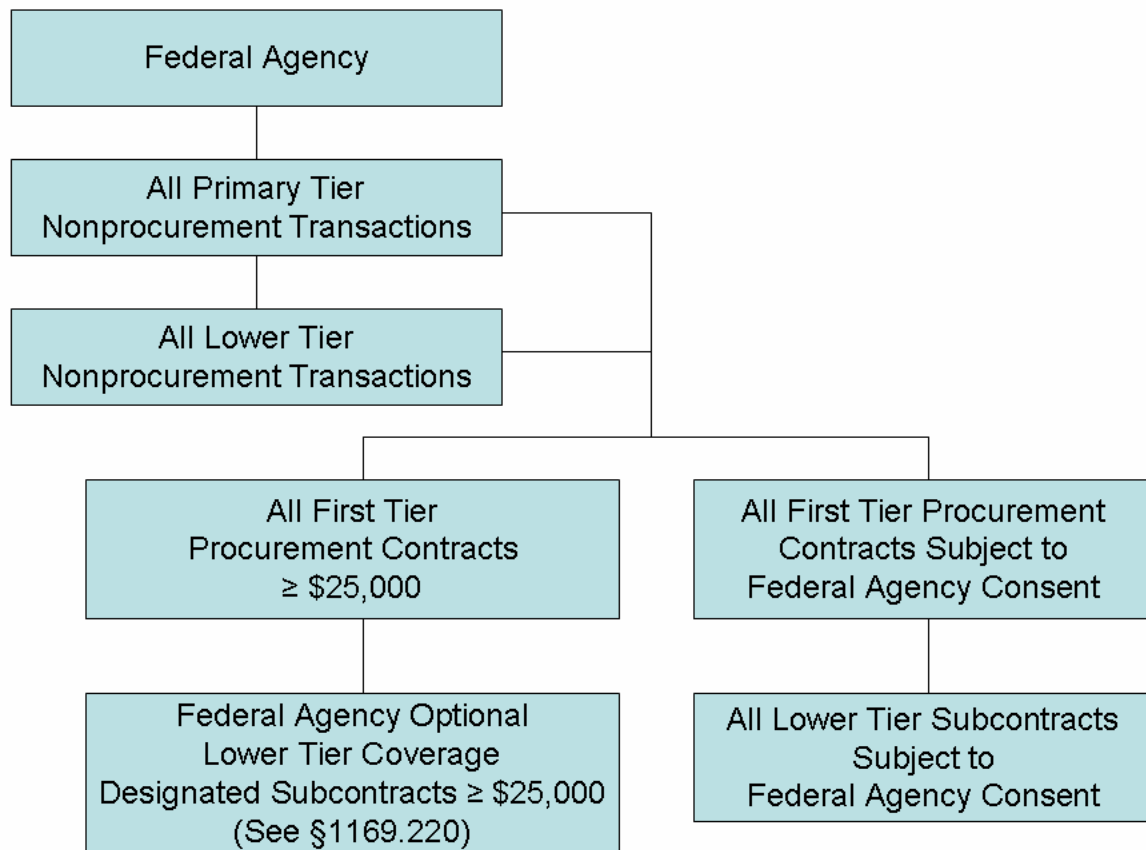 Federal Agency
All Primary Tier
Nonprocurement Transactions
All Lower Tier
Nonprocurement Transactions
All First Tier
Procurement Contracts
≥ $25,000
All First Tier Procurement
Contracts Subject to
Federal Agency Consent
Federal Agency Optional
Lower Tier Coverage
Designated Subcontracts ≥ $25,000
(See §1169.220)
All Lower Tier Subcontracts
Subject to
Federal Agency Consent